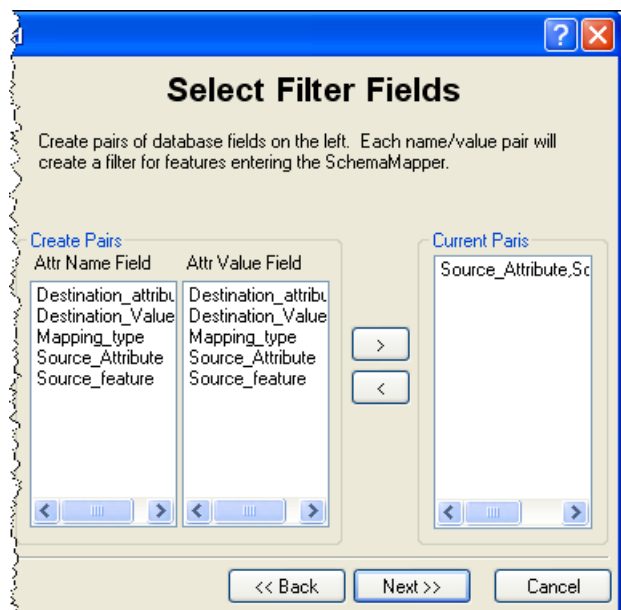 Select Filter Fields
Create pairs of database fields on the left. Each name/value pair will
create a filter for features entering the SchemaMapper.
Create Pairs
Attr Name Field
Attr Value Field
Destination_attribu
Destination_Value
Mapping_type
Source_Attribute
Source_feature
Destination_attribu
Destination_Value
Mapping_type
Source_Attribute
Source_feature
>
<
Current Paris
Source_Attribute,Sc
<< Back
Next >>
Cancel